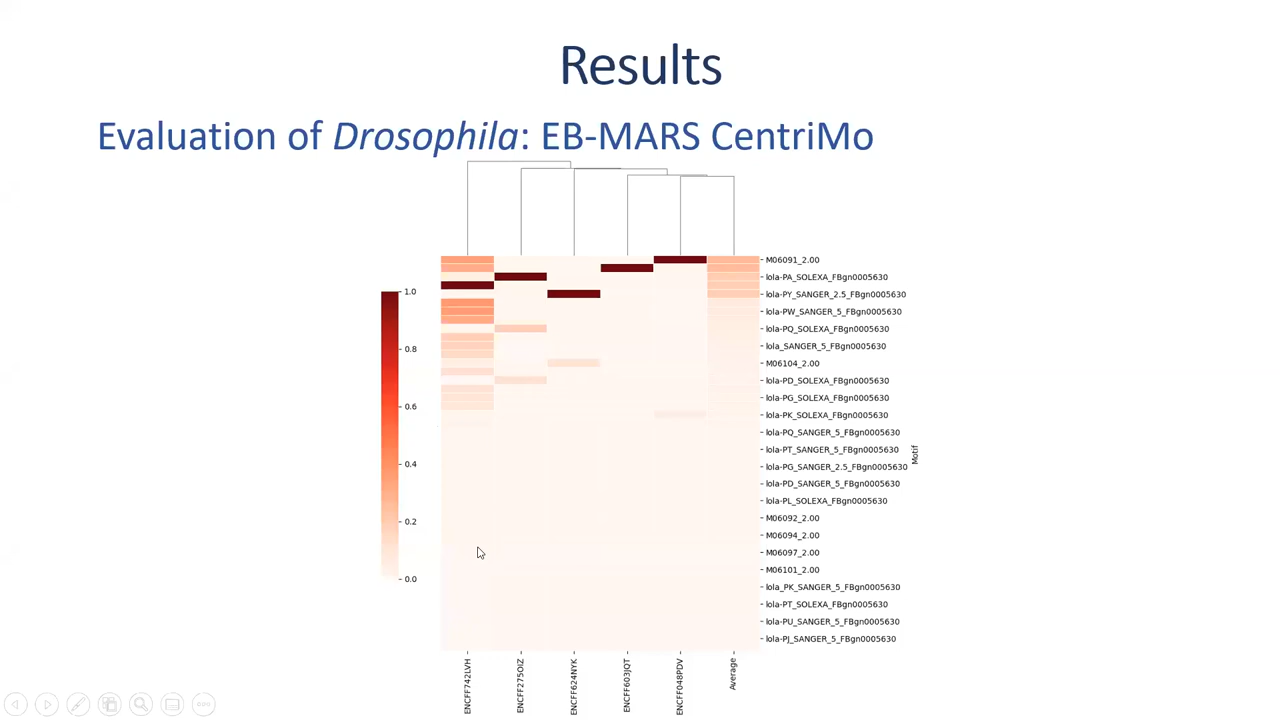 Results
Evaluation of Drosophila: EB-MARS CentriMo
1.0
0.8
0.6
0.4
0.2
0.0
M06091_2.00
lola-PA_SOLEXA_FBgn0005630
lola-PY_SANGER_2.5_FBgn0005630
lola-PW_SANGER_5_FBgn0005630
lola-PQ_SOLEXA_FBgn0005630
lola_SANGER_5_FBgn0005630
M06104_2.00
lola-PD_SOLEXA_FBgn0005630
lola-PG_SOLEXA_FBgn0005630
lola-PK_SOLEXA_FBgn0005630
lola-PQ_SANGER_5_FBgn0005630
lola-PT_SANGER_5_FBgn0005630
lola-PG_SANGER_2.5_FBgn0005630
lola-PD_SANGER_5_FBgn0005630
lola-PL_SOLEXA_FBgn0005630
M06092_2.00
M06094_2.00
M06097_2.00
M06101_2.00
lola_PK_SANGER_5_FBgn0005630
lola-PT_SOLEXA_FBgn0005630
lola-PU_SANGER_5_FBgn0005630
lola-PJ_SANGER_5_FBgn0005630
Motif
ENCFF742LVH
ENCFF275OIZ
ENCFF624NYK
ENCFF603JQT
ENCFF048PDV
Average